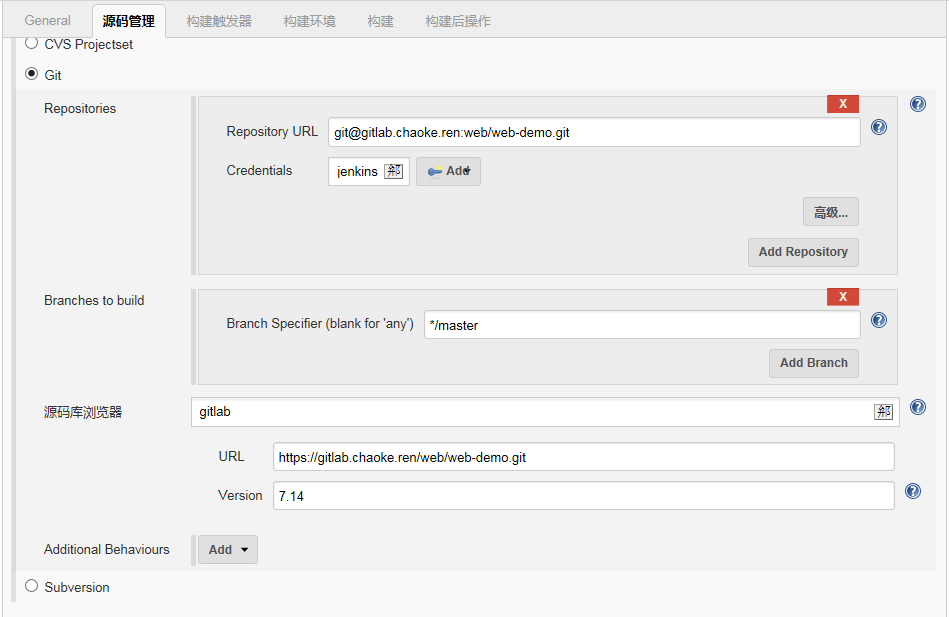 General 源码管理 构建触发器 构建环境 构建 构建后操作
CVS Projectset
Git
Repositories
X
Repository URL git@gitlab.chaoke.ren:web/web-demo.git
Credentials jenkins Add
高级...
Add Repository
Branches to build
X
Branch Specifier (blank for 'any') */master
Add Branch
源码库浏览器 gitlab
URL https://gitlab.chaoke.ren/web/web-demo.git
Version 7.14
Additional Behaviours Add
Subversion